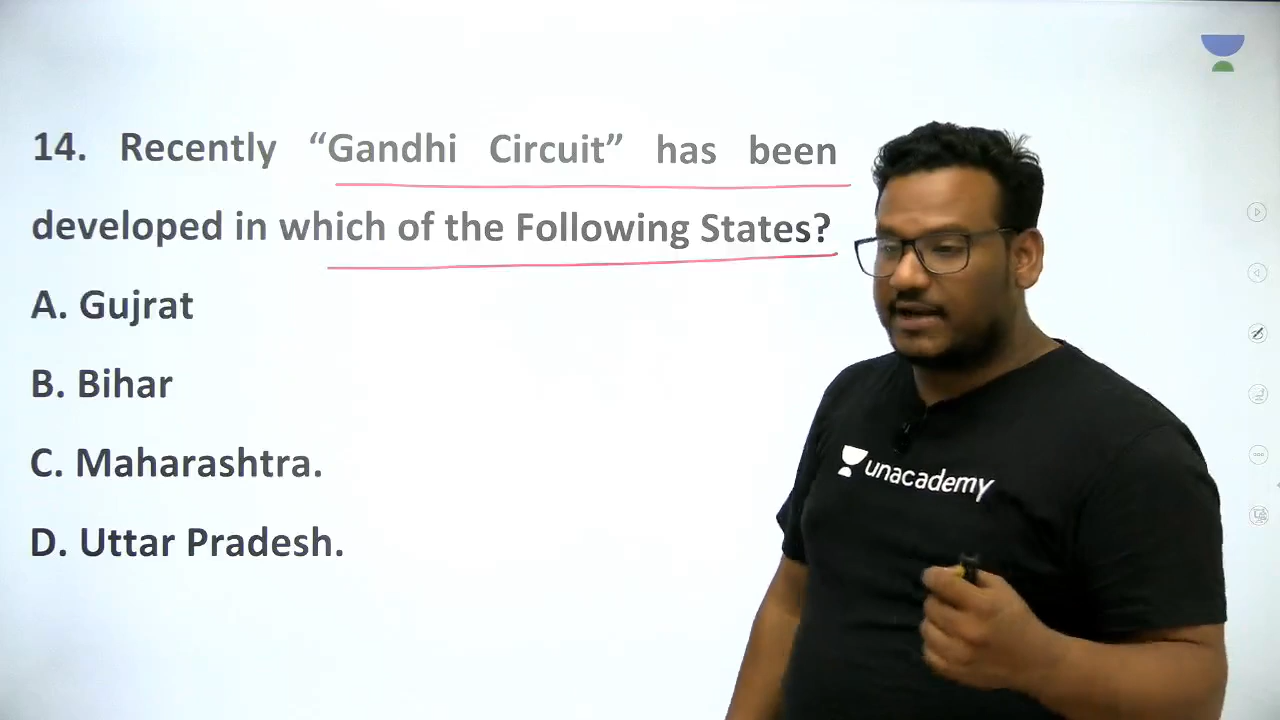 14. Recently “Gandhi Circuit” has been
developed in which of the Following States?
A. Gujrat
B. Bihar
C. Maharashtra.
D. Uttar Pradesh.
unacademy